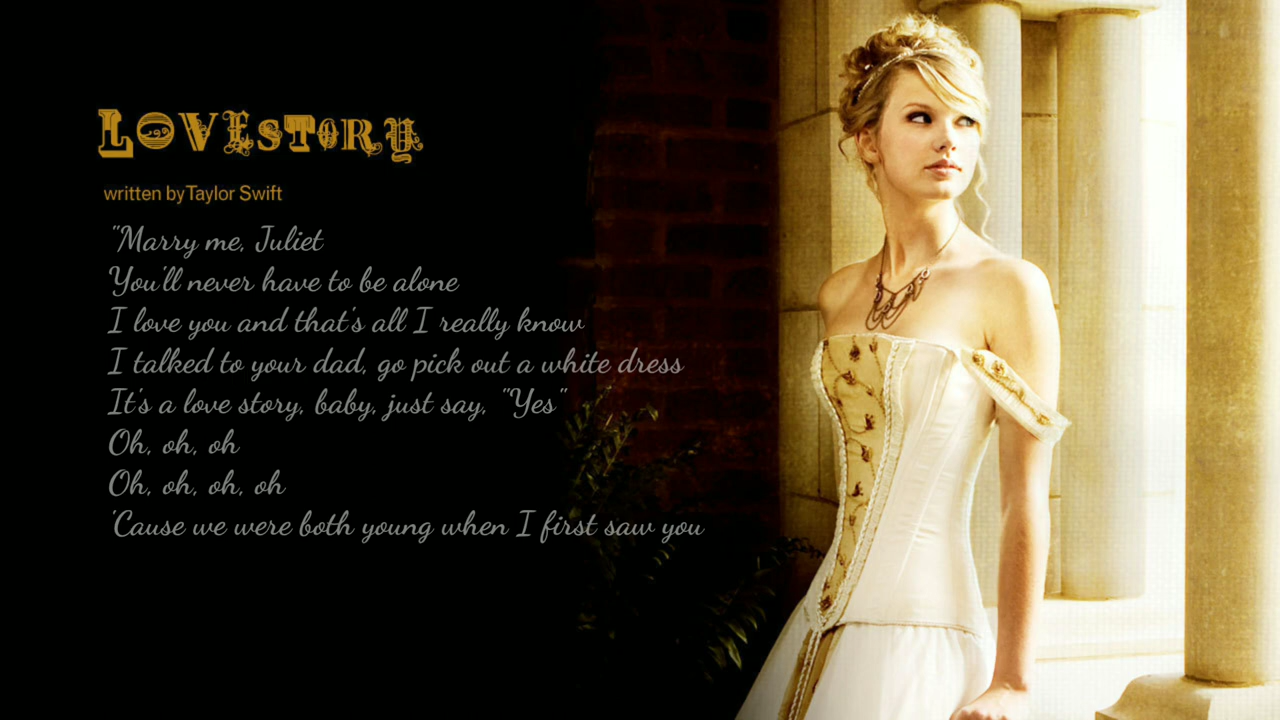 LOVESTORY
written by Taylor Swift
"Marry me, Juliet
You'll never have to be alone
I love you and that's all I really know
I talked to your dad, go pick out a white dress
It's a love story, baby, just say, "Yes"
Oh, oh, oh
Oh, oh, oh, oh
'Cause we were both young when I first saw you